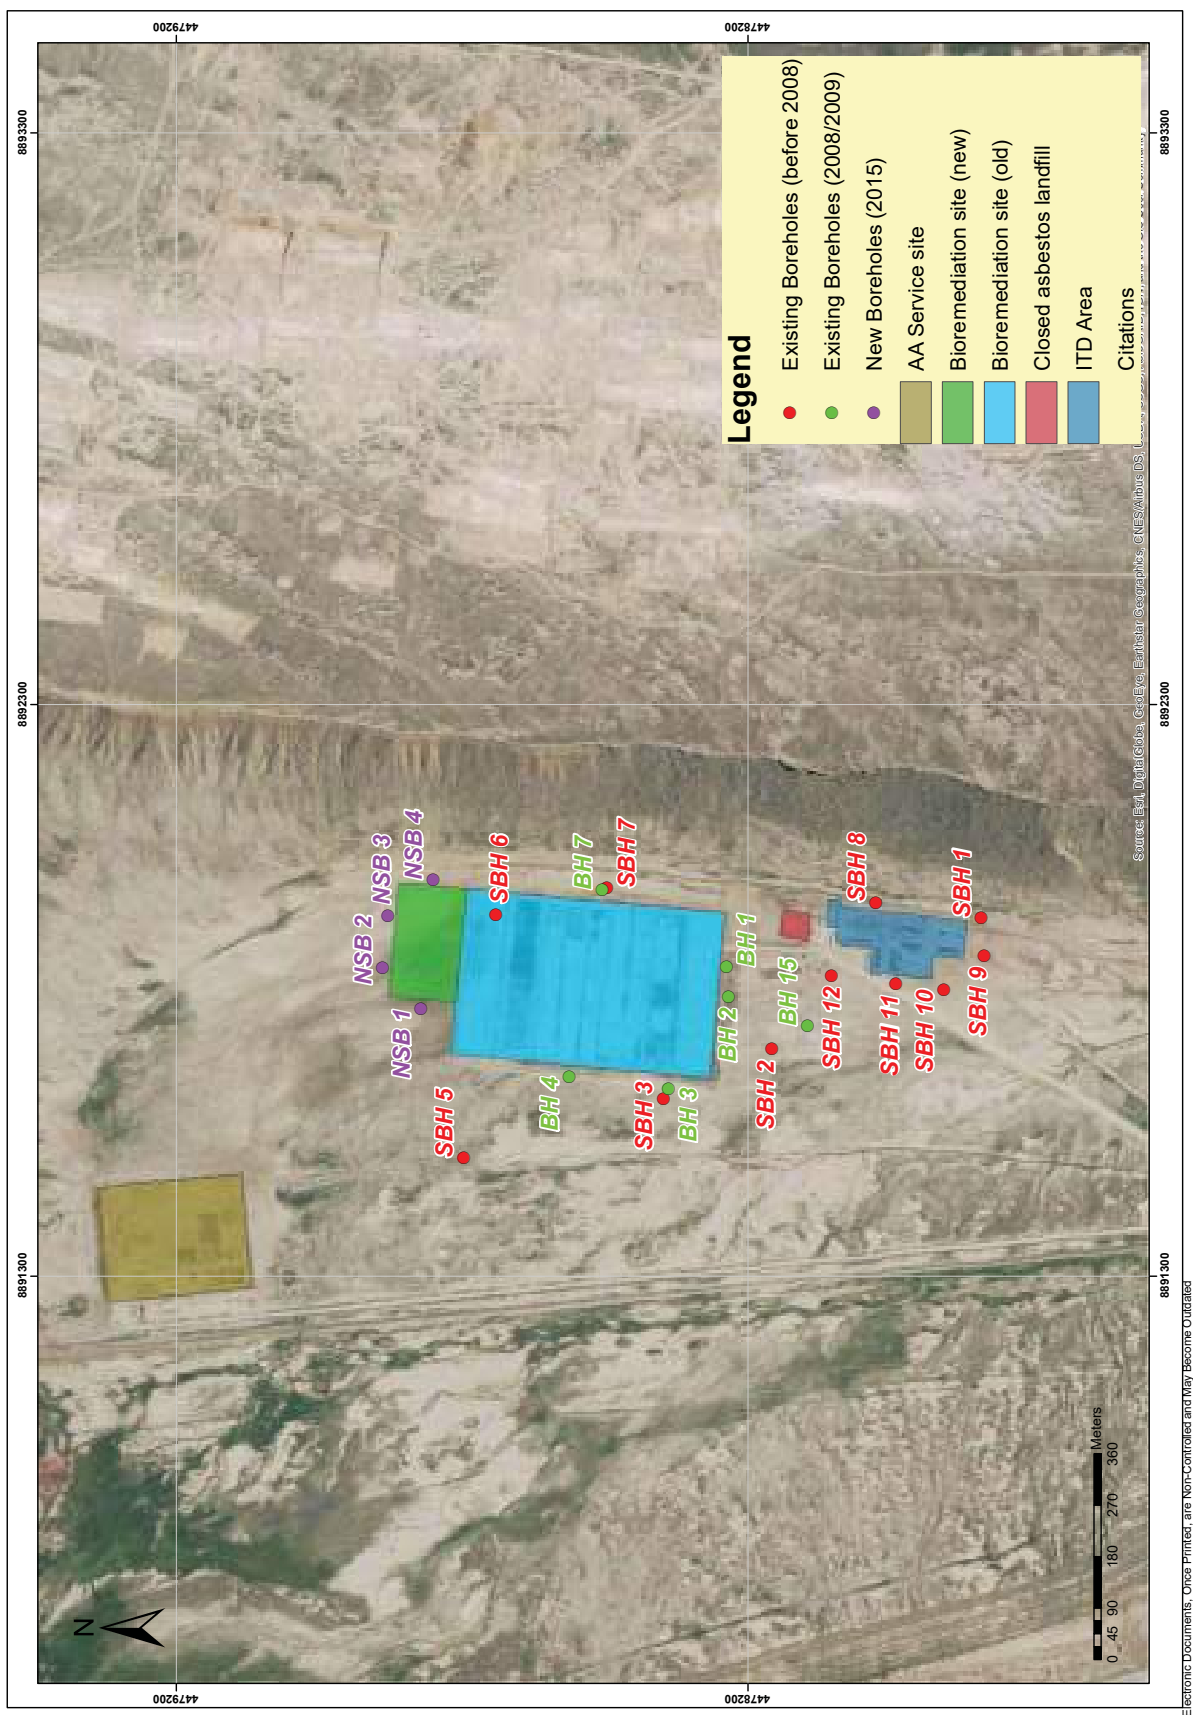 8891300
8892300
8893300
4479200
4479200
4478200
4478200
N
NSB 1
NSB 2
NSB 3
NSB 4
SBH 5
SBH 6
BH 4
BH 7
SBH 7
SBH 3
BH 3
BH 2
BH 1
SBH 2
BH 15
SBH 12
SBH 8
SBH 11
SBH 10
SBH 9
SBH 1
Legend
Existing Boreholes (before 2008)
Existing Boreholes (2008/2009)
New Boreholes (2015)
AA Service site
Bioremediation site (new)
Bioremediation site (old)
Closed asbestos landfill
ITD Area
Citations
Source: Esri, DigitalGlobe, GeoEye, Earthstar Geographics, CNES/Airbus DS,
0 45 90 180 270 360
Meters
8891300
8892300
8893300
Electronic Documents, Once Printed, are Non-Controlled and May Become Outdated